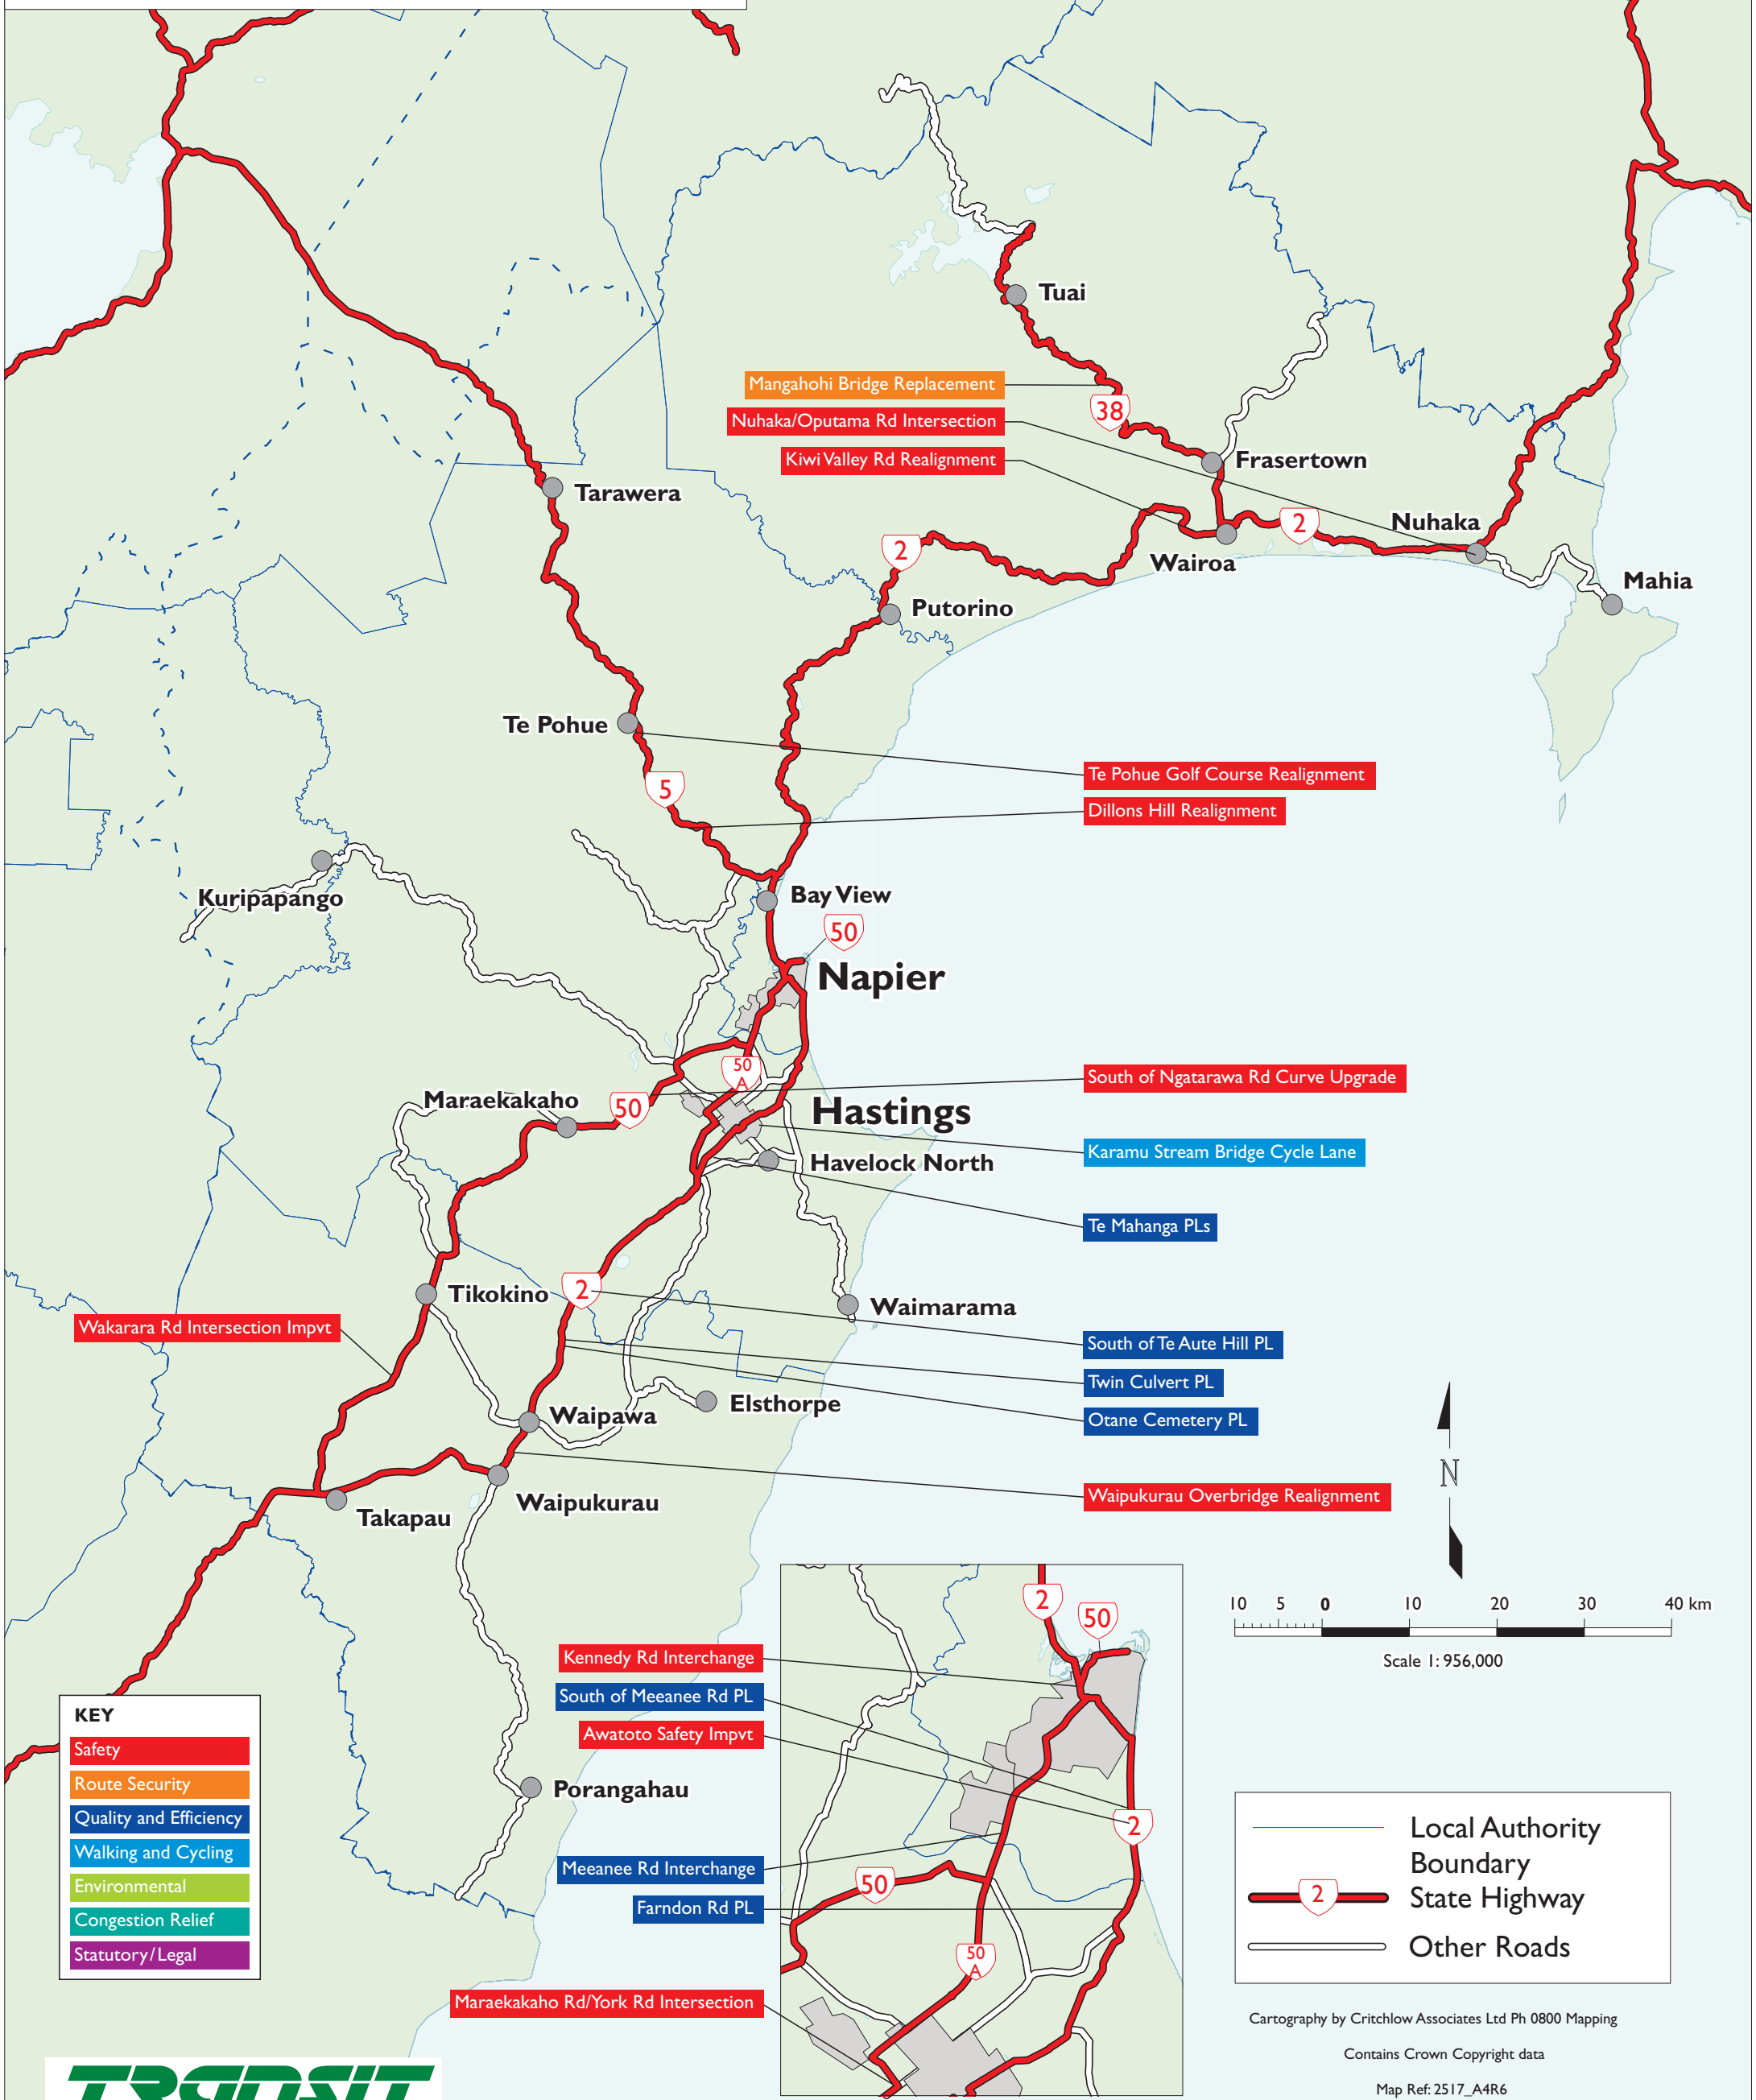 Tuai
Mangahohi Bridge Replacement
38
Nuhaka/Oputama Rd Intersection
Kiwi Valley Rd Realignment
Frasertown
Tarawera
2
Nuhaka
2
Wairoa
Mahia
Putorino
Te Pohue
Te Pohue Golf Course Realignment
5
Dillons Hill Realignment
Kuripapango
Bay View
50
Napier
50
A
South of Ngatarawa Rd Curve Upgrade
Maraekakaho
50
Hastings
Karamu Stream Bridge Cycle Lane
Havelock North
Te Mahanga PLs
2
Tikokino
Waimarama
Wakarara Rd Intersection Impvt
South of Te Aute Hill PL
Twin Culvert PL
Elsthorpe
Waipawa
Otane Cemetery PL
N
Waipukurau Overbridge Realignment
Waipukurau
Takapau
10 5 0 10 20 30 40 km
Scale 1: 956,000
2
50
Kennedy Rd Interchange
South of Meeanee Rd PL
Awatoto Safety Impvt
2
Meeanee Rd Interchange
50
Farndon Rd PL
50
A
Maraekakaho Rd/York Rd Intersection
Porangahau
KEY
Safety
Route Security
Quality and Efficiency
Walking and Cycling
Environmental
Congestion Relief
Statutory/Legal
Local Authority
Boundary
2
State Highway
Other Roads
Cartography by Critchlow Associates Ltd Ph 0800 Mapping
Contains Crown Copyright data
Map Ref: 2517_A4R6
TRANSIT